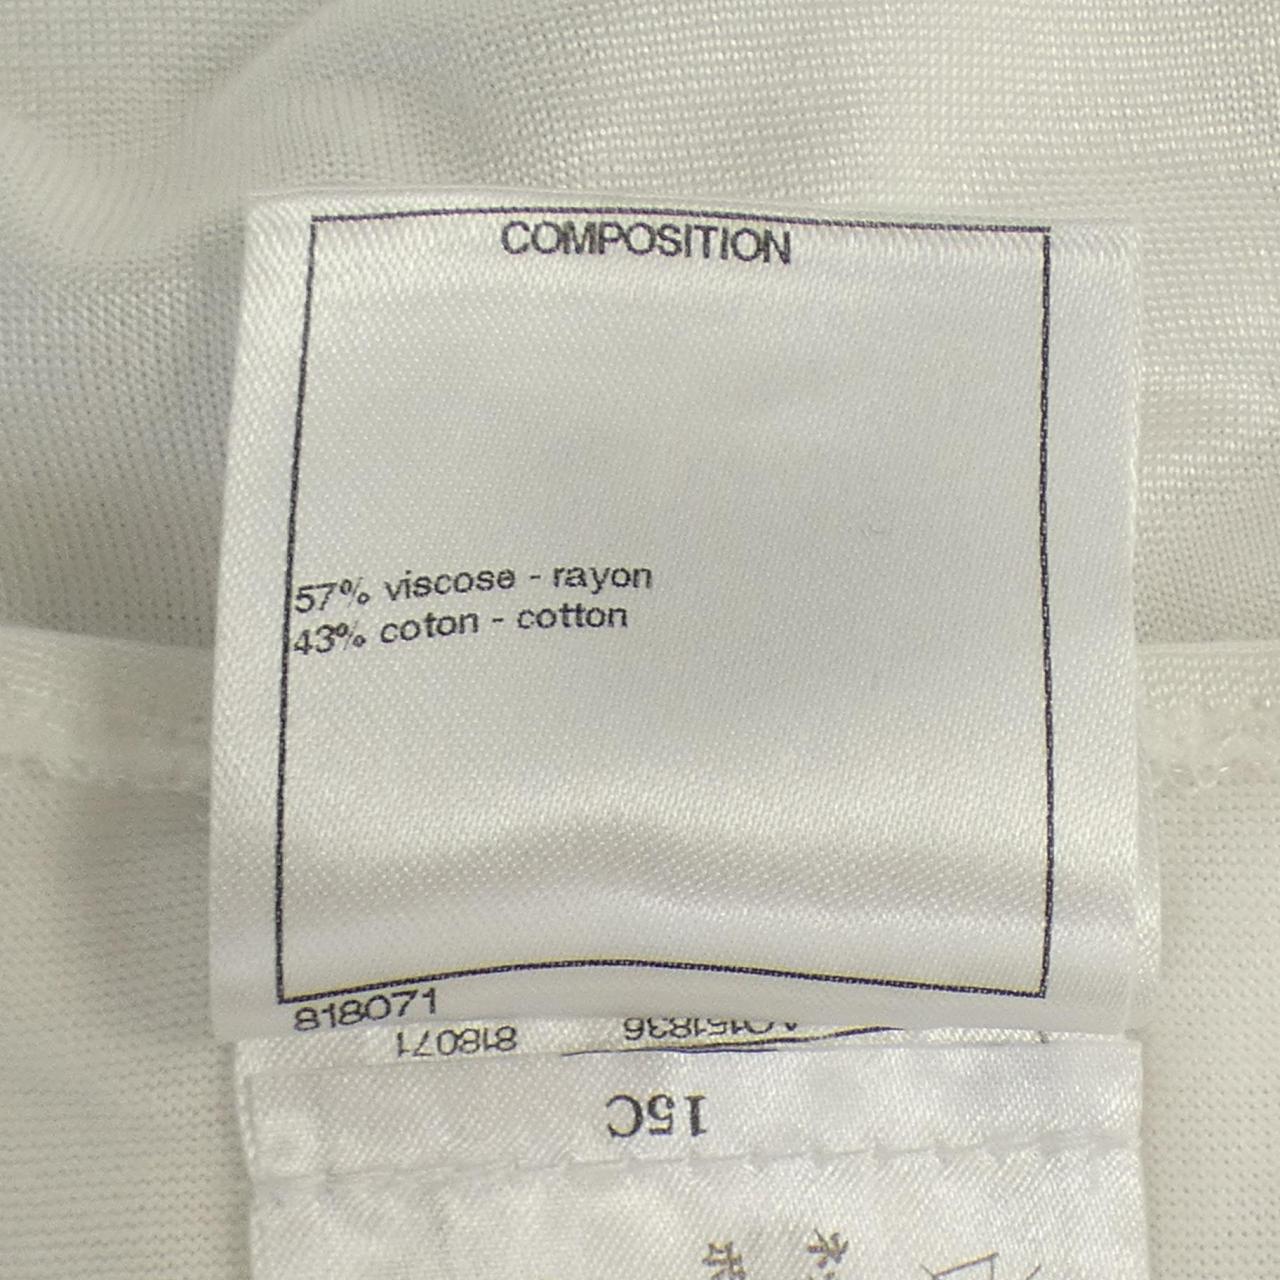 COMPOSITION
57% viscose - rayon
43% coton - cotton
818071
818071
15C